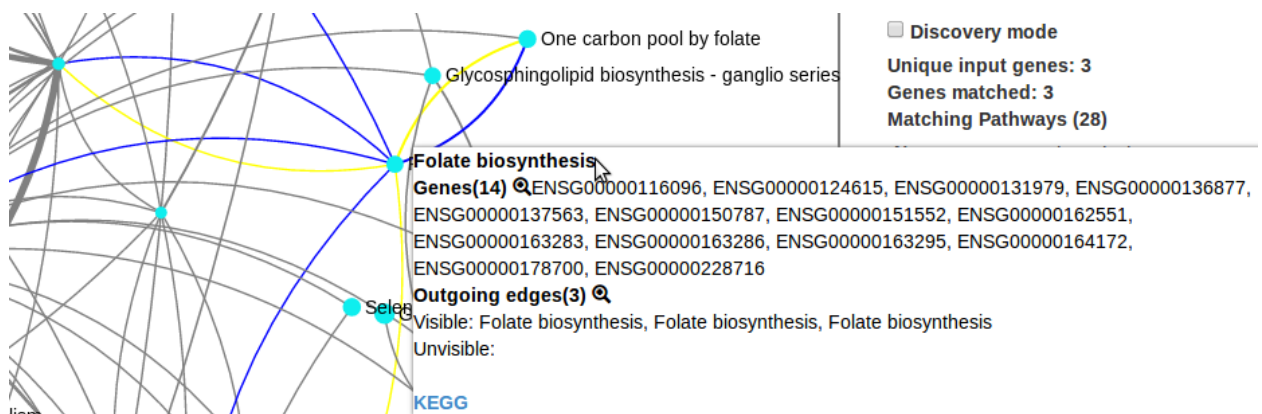 One carbon pool by folate
Glycosphingolipid biosynthesis - ganglio series
Discovery mode
Unique input genes: 3
Genes matched: 3
Matching Pathways (28)
Folate biosynthesis
Genes(14) ENSG00000116096, ENSG00000124615, ENSG00000131979, ENSG00000136877,
ENSG00000137563, ENSG00000150787, ENSG00000151552, ENSG00000162551,
ENSG00000163283, ENSG00000163286, ENSG00000163295, ENSG00000164172,
ENSG00000178700, ENSG00000228716
Outgoing edges(3)
Visible: Folate biosynthesis, Folate biosynthesis, Folate biosynthesis
Unvisible:
KEGG